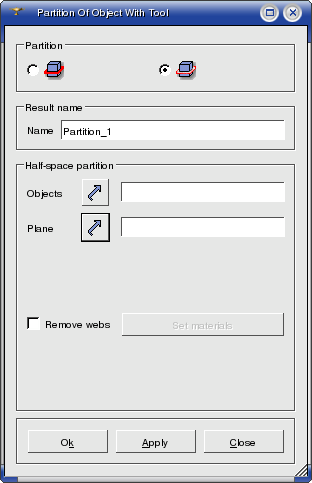 Partition Of Object With Tool
Partition
Result name
Name Partition_1
Half-space partition
Objects
Plane
Remove webs Set materials
Ok Apply Close